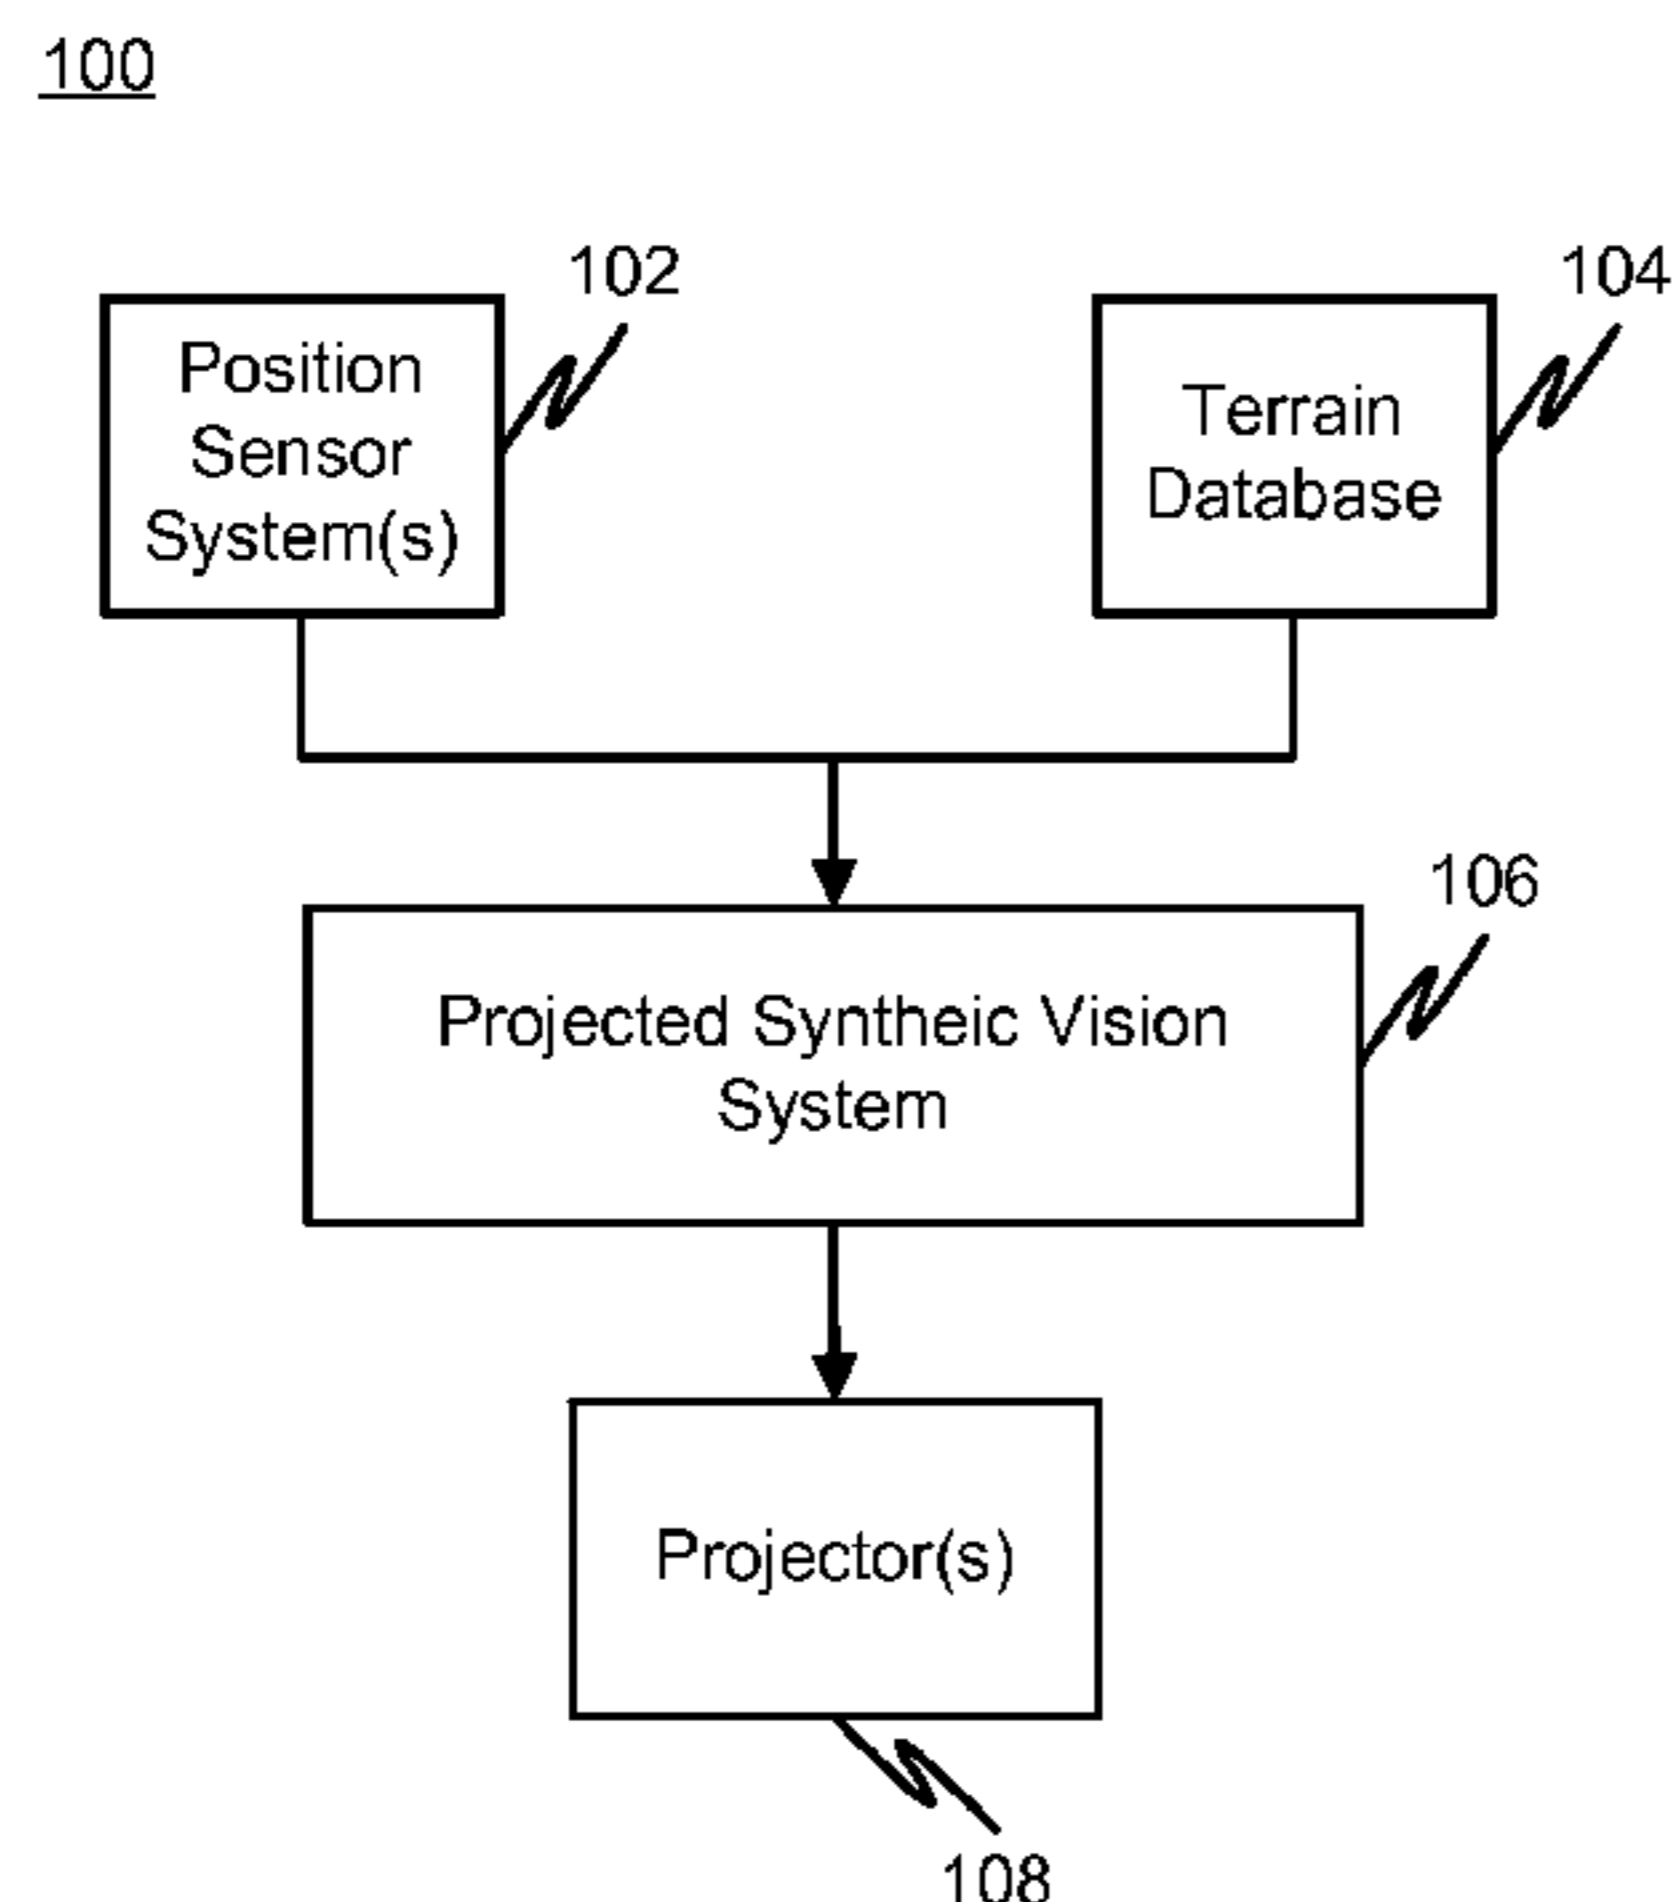 100
102
104
Position
Sensor
System(s)
Terrain
Database
106
Projected Syntheic Vision
System
Projector(s)
108